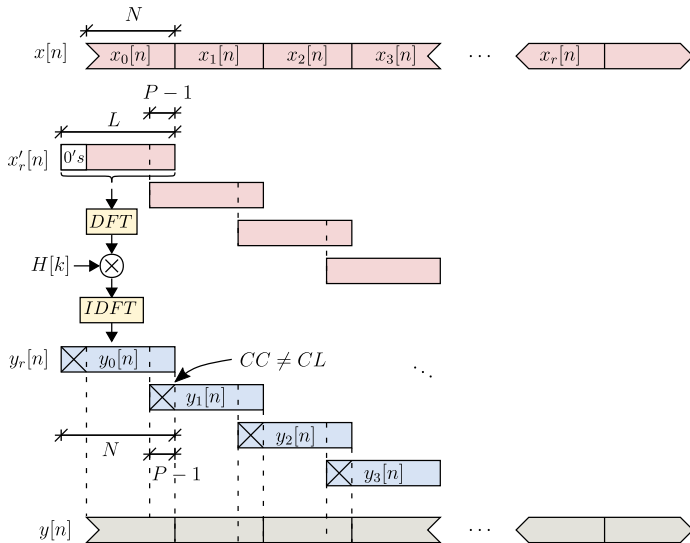 N
x[n] x_0[n] x_1[n] x_2[n] x_3[n] ... x_r[n]
P − 1
L
x'_r[n] 0's
DFT
H[k]
IDFT
y_r[n] y_0[n] CC ≠ CL
y_1[n]
y_2[n]
N
P − 1 y_3[n]
y[n] ...